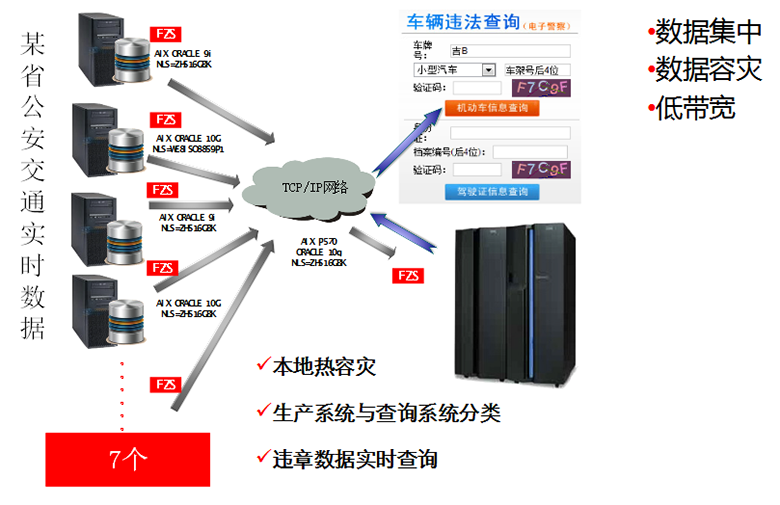 某省公安交通实时数据
FZS
AIX ORACLE 9i
NLS=ZHS16GBK
FZS
AIX ORACLE 10G
NLS=WE8ISO8859P1
FZS
AIX ORACLE 9i
NLS=ZHS16GBK
FZS
AIX ORACLE 10G
NLS=ZHS16GBK
FZS
7个
TCP/IP网络
AIX P570
ORACLE 10g
NLS=ZHS16GBK
FZS
车辆违法查询(电子警察)
车牌号: 吉B
小型汽车 车架号后4位
验证码: F7C9F
机动车信息查询
档案编号(后4位):
验证码: F7C9F
驾驶证信息查询
•数据集中
•数据容灾
•低带宽
✓本地热容灾
✓生产系统与查询系统分类
✓违章数据实时查询